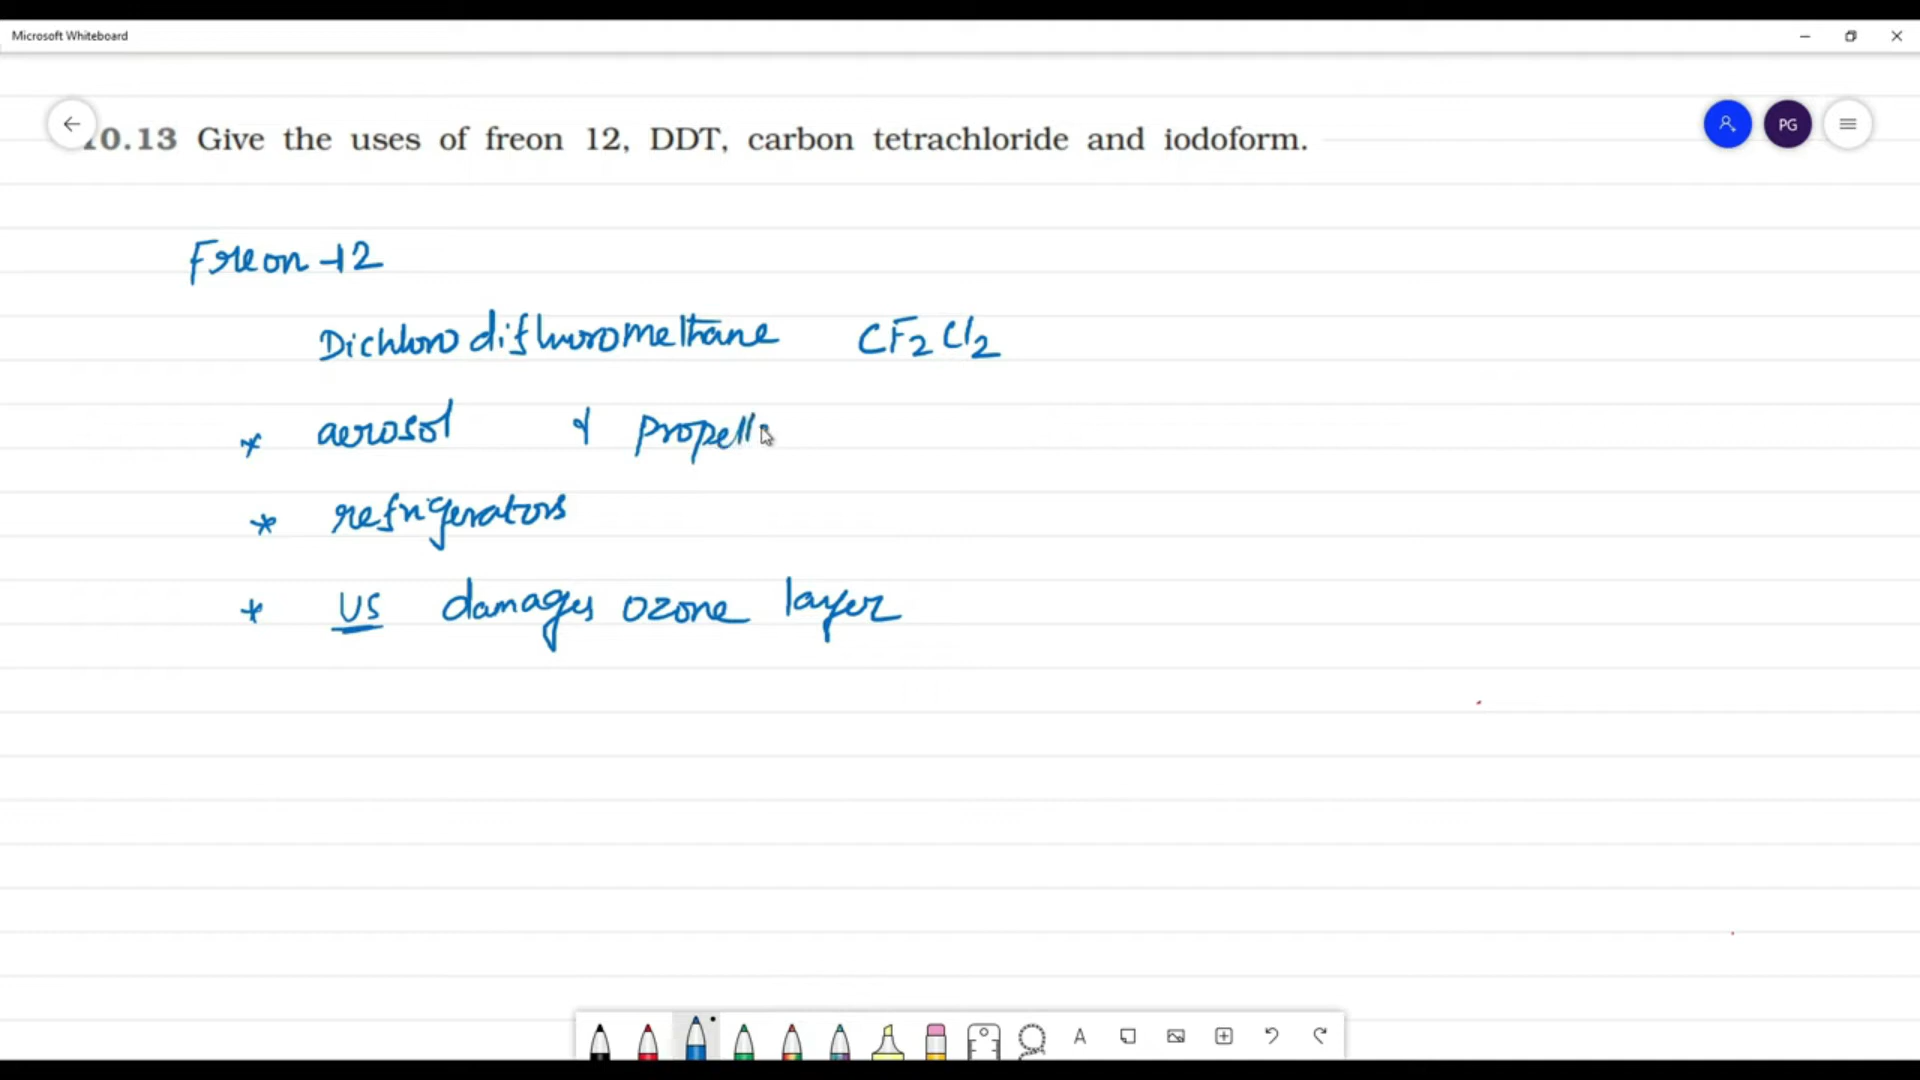 Microsoft Whiteboard
10.13 Give the uses of freon 12, DDT, carbon tetrachloride and iodoform.
PG
Freon -12
Dichlorodifluoromethane CF2Cl2
* aerosol & propell
* refrigerators
* US damages ozone layer
A